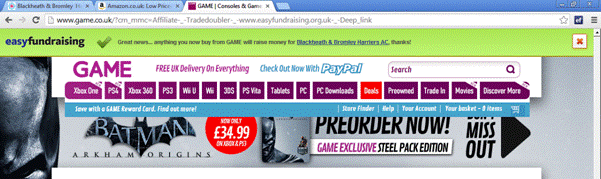 Blackheath & Bromley H
Amazon.co.uk: Low Price
GAME | Consoles & Game
www.game.co.uk/?cm_mmc=Affiliate-_-Tradedoubler-_-www.easyfundraising.org.uk-_-Deep_link
easyfundraising
Great news... anything you now buy from GAME will raise money for Blackheath & Bromley Harriers AC, thanks!
GAME
FREE UK Delivery On Everything
Check Out Now With PayPal
Search
Xbox One
PS4
Xbox 360
PS3
Wii U
Wii
3DS
PS Vita
Tablets
PC
PC Downloads
Deals
Preowned
Trade In
Movies
Discover More
Save with a GAME Reward Card. Find out more!
Store Finder | Help | Your Account | Your basket - 0 items
BATMAN
ARKHAM ORIGINS
NOW ONLY
£34.99
ON XBOX & PS3
PREORDER NOW!
GAME EXCLUSIVE STEEL PACK EDITION
MISS
OUT